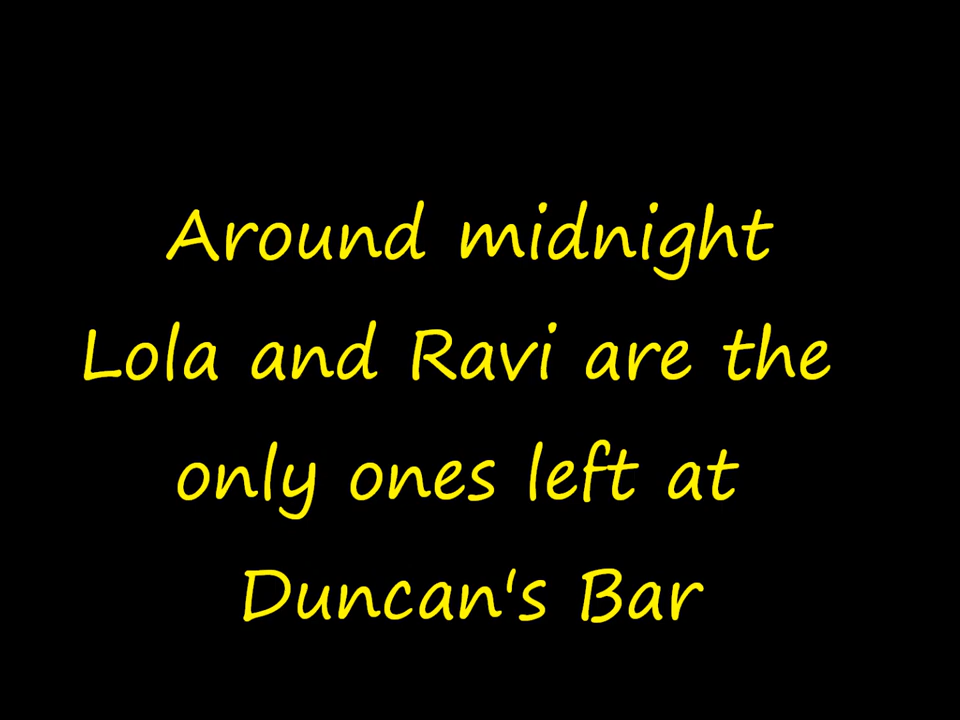 Around midnight
Lola and Ravi are the
only ones left at
Duncan's Bar